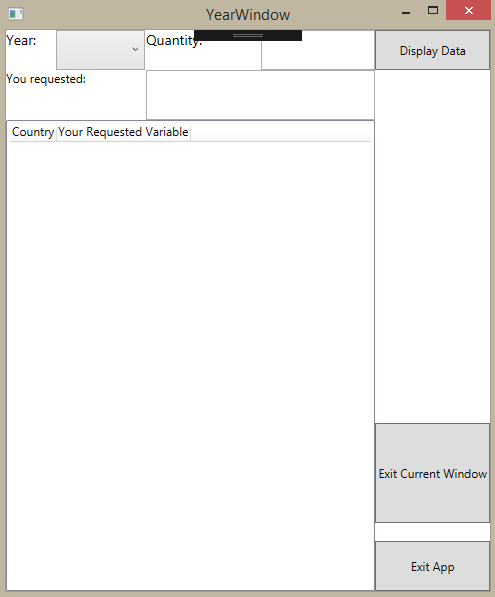 YearWindow
Year:
Quantity:
Display Data
You requested:
Country Your Requested Variable
Exit Current Window
Exit App